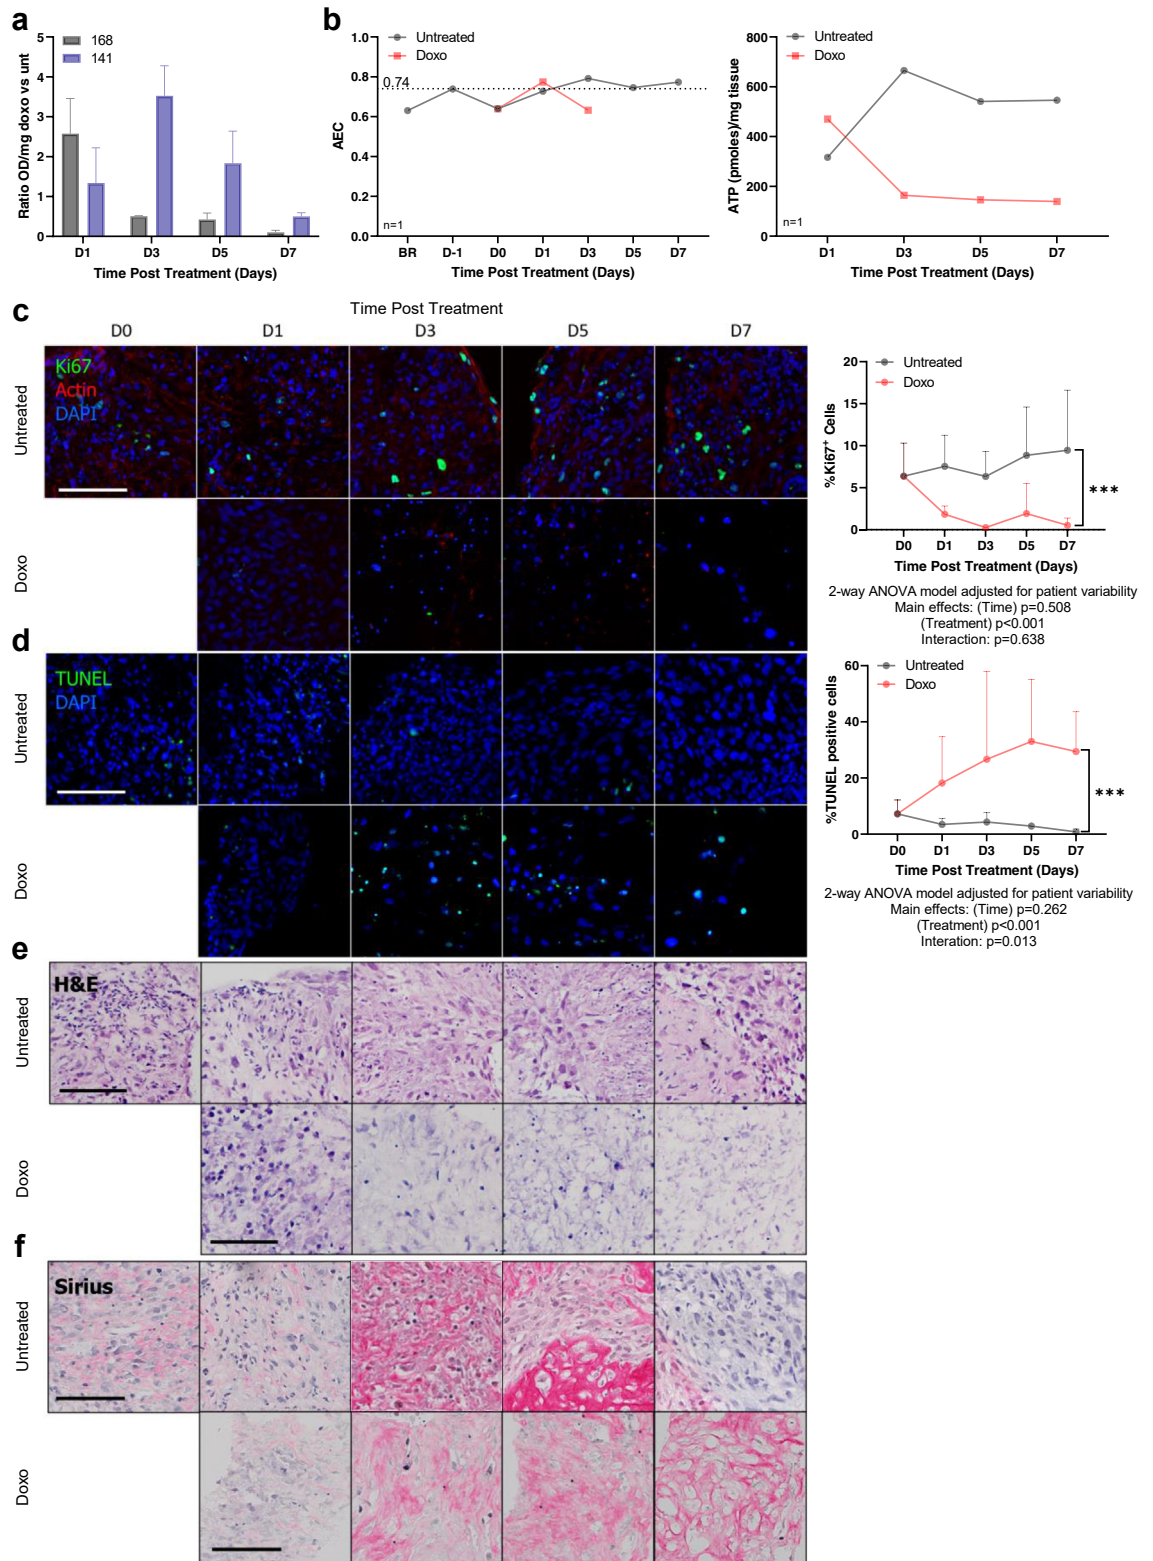 a
5
4
3
2
1
0
168
141
Ratio OD/mg doxo vs unt
D1 D3 D5 D7
Time Post Treatment (Days)
b
1.0
0.8
0.6
0.4
0.2
0.0
Untreated
Doxo
0.74
AEC
n=1
BR D-1 D0 D1 D3 D5 D7
Time Post Treatment (Days)
800
600
400
200
0
Untreated
Doxo
ATP (pmoles)/mg tissue
n=1
D1 D3 D5 D7
Time Post Treatment (Days)
c
Time Post Treatment
D0 D1 D3 D5 D7
Untreated
Ki67
Actin
DAPI
Doxo
20
15
10
5
0
Untreated
Doxo
%Ki67+ Cells
***
D0 D1 D3 D5 D7
Time Post Treatment (Days)
2-way ANOVA model adjusted for patient variability
Main effects: (Time) p=0.508
(Treatment) p<0.001
Interaction: p=0.638
d
Untreated
TUNEL
DAPI
Doxo
60
40
20
0
Untreated
Doxo
%TUNEL positive cells
***
D0 D1 D3 D5 D7
Time Post Treatment (Days)
2-way ANOVA model adjusted for patient variability
Main effects: (Time) p=0.262
(Treatment) p<0.001
Interation: p=0.013
e
Untreated
H&E
Doxo
f
Untreated
Sirius
Doxo